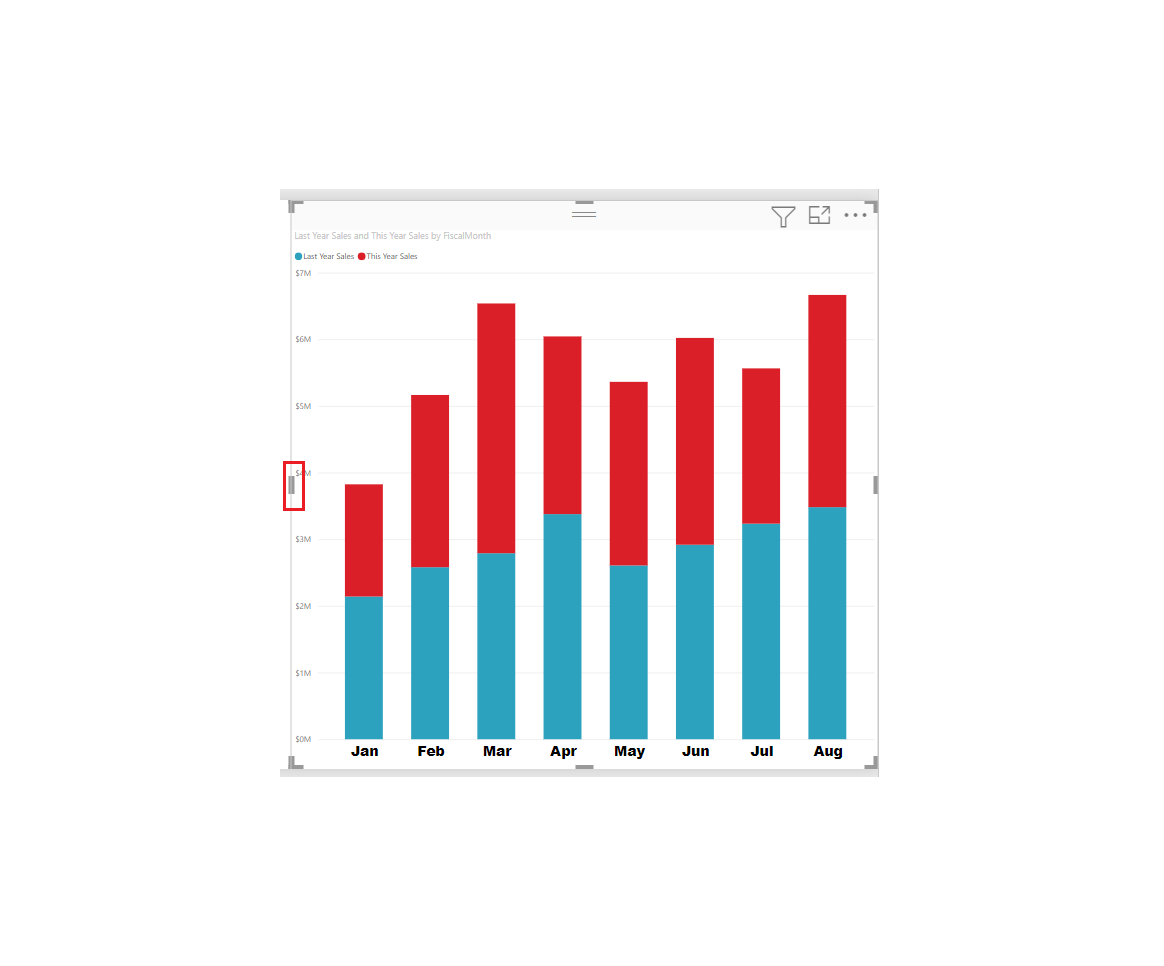 Last Year Sales and This Year Sales by FiscalMonth
Last Year Sales This Year Sales
$7M
$6M
$5M
$4M
$3M
$2M
$1M
$0M
Jan Feb Mar Apr May Jun Jul Aug